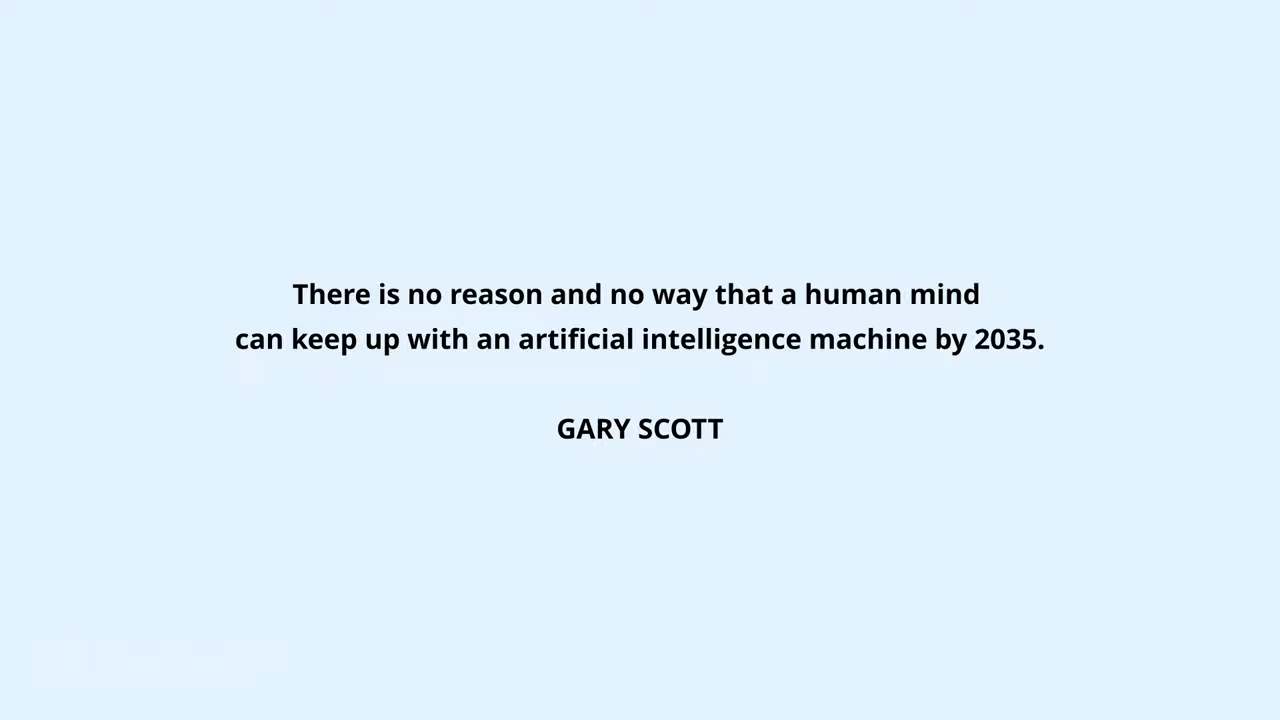 There is no reason and no way that a human mind
can keep up with an artificial intelligence machine by 2035.
GARY SCOTT